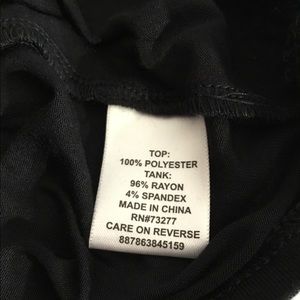 TOP:
100% POLYESTER
TANK:
96% RAYON
4% SPANDEX
MADE IN CHINA
RN#73277
CARE ON REVERSE
887863845159